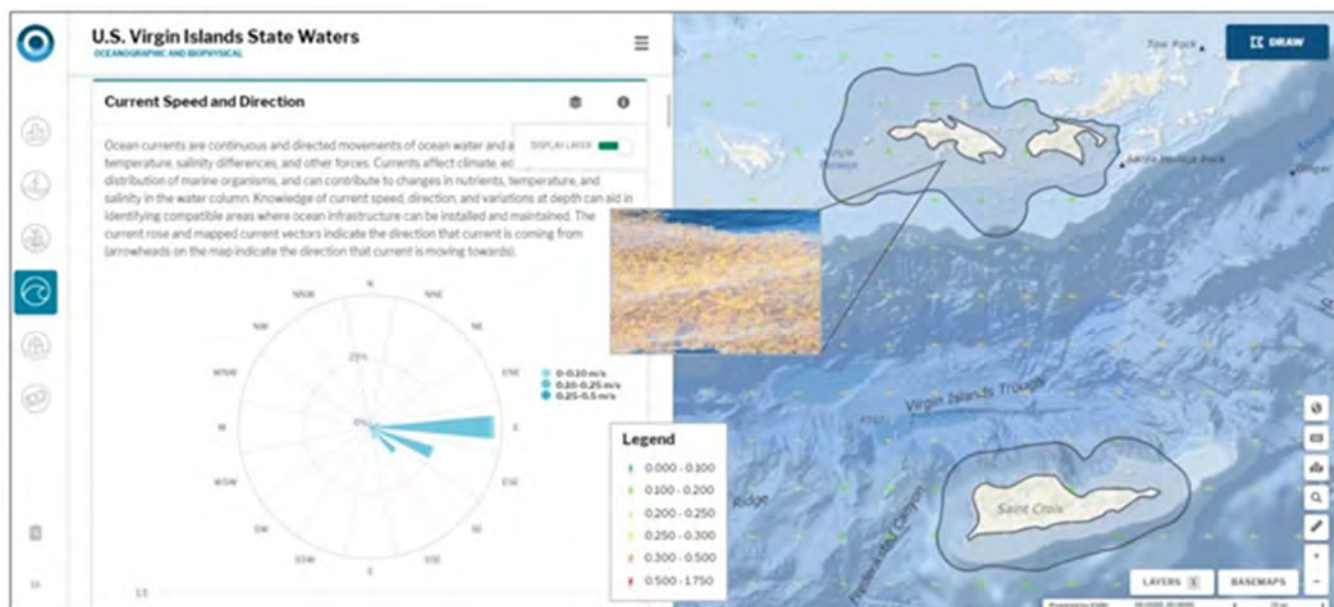 U.S. Virgin Islands State Waters
OCEANOGRAPHIC AND BIOPHYSICAL
Current Speed and Direction
DISPLAY LAYER
Ocean currents are continuous and directed movements of ocean water and a
temperature, salinity differences, and other forces. Currents affect climate,
distribution of marine organisms, and can contribute to changes in nutrients, temperature, and
salinity in the water column. Knowledge of current speed, direction, and variations at depth can aid in
identifying compatible areas where ocean infrastructure can be installed and maintained. The
current rose and mapped current vectors indicate the direction that current is coming from
(arrowheads on the map indicate the direction that current is moving towards).
N
NNW
NNE
NW
NE
WNW
ENE
25%
0%
W
E
WSW
ESE
SW
SE
SSW
SSE
S
0-0.10 m/s
0.10-0.25 m/s
0.25-0.5 m/s
Legend
0.000 - 0.100
0.100 - 0.200
0.200 - 0.250
0.250 - 0.300
0.300 - 0.500
0.500 - 1.750
DRAW
Virgin Islands Trough
Ridge
Saint Croix
Frederiksted Canyon
LAYERS 1
BASEMAPS